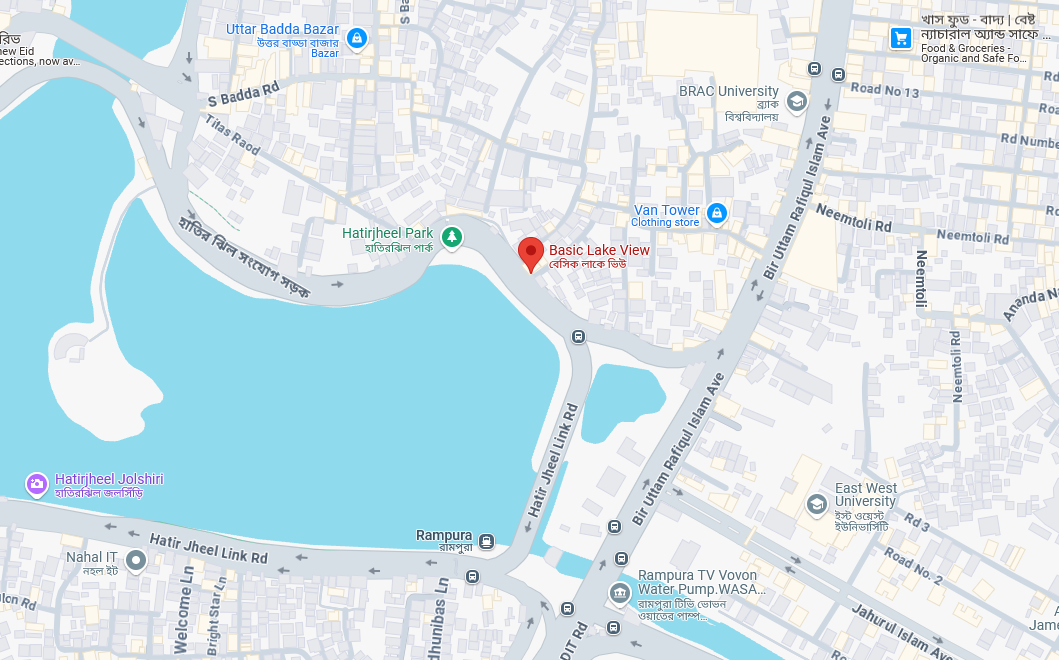 রিভ
new Eid
ections, now av...
Uttar Badda Bazar
উত্তর বাড্ডা বাজার
Bazar
S Ba
খাস ফুড - বাদ্য | বেষ্ট
ন্যাচারাল অ্যান্ড সাফে ...
Food & Groceries -
Organic and Safe Fo...
S Badda Rd
BRAC University
ব্র্যাক
বিশ্ববিদ্যালয়
Road No 13
Road
Rd Number
Titas Raod
Bir Uttam Rafiqul Islam Ave
Van Tower
Clothing store
Neemtoli Rd
Neemtoli Rd
Hatirjheel Park
হাতিরঝিল পার্ক
হাতির ঝিল সংযোগ সড়ক
Basic Lake View
বেসিক লাকে ভিউ
Neemtoli
Ananda Na
Neemtoli Rd
Bir Uttam Rafiqul Islam Ave
Hatir Jheel Link Rd
Hatirjheel Jolshiri
হাতিরঝিল জলসিঁড়ি
East West
University
ইস্ট ওয়েস্ট
ইউনিভার্সিটি
Rd 3
Road No. 2
Hatir Jheel Link Rd
Rampura
রামপুরা
Nahal IT
নহল ইট
Welcome Ln
Bright Star Ln
dhunibas Ln
Rampura TV Vovon
Water Pump.WASA...
রামপুরা টিভি ভোভন
ওয়াতের পাম্প...
DIT Rd
Jahurul Islam Ave
A
Jame